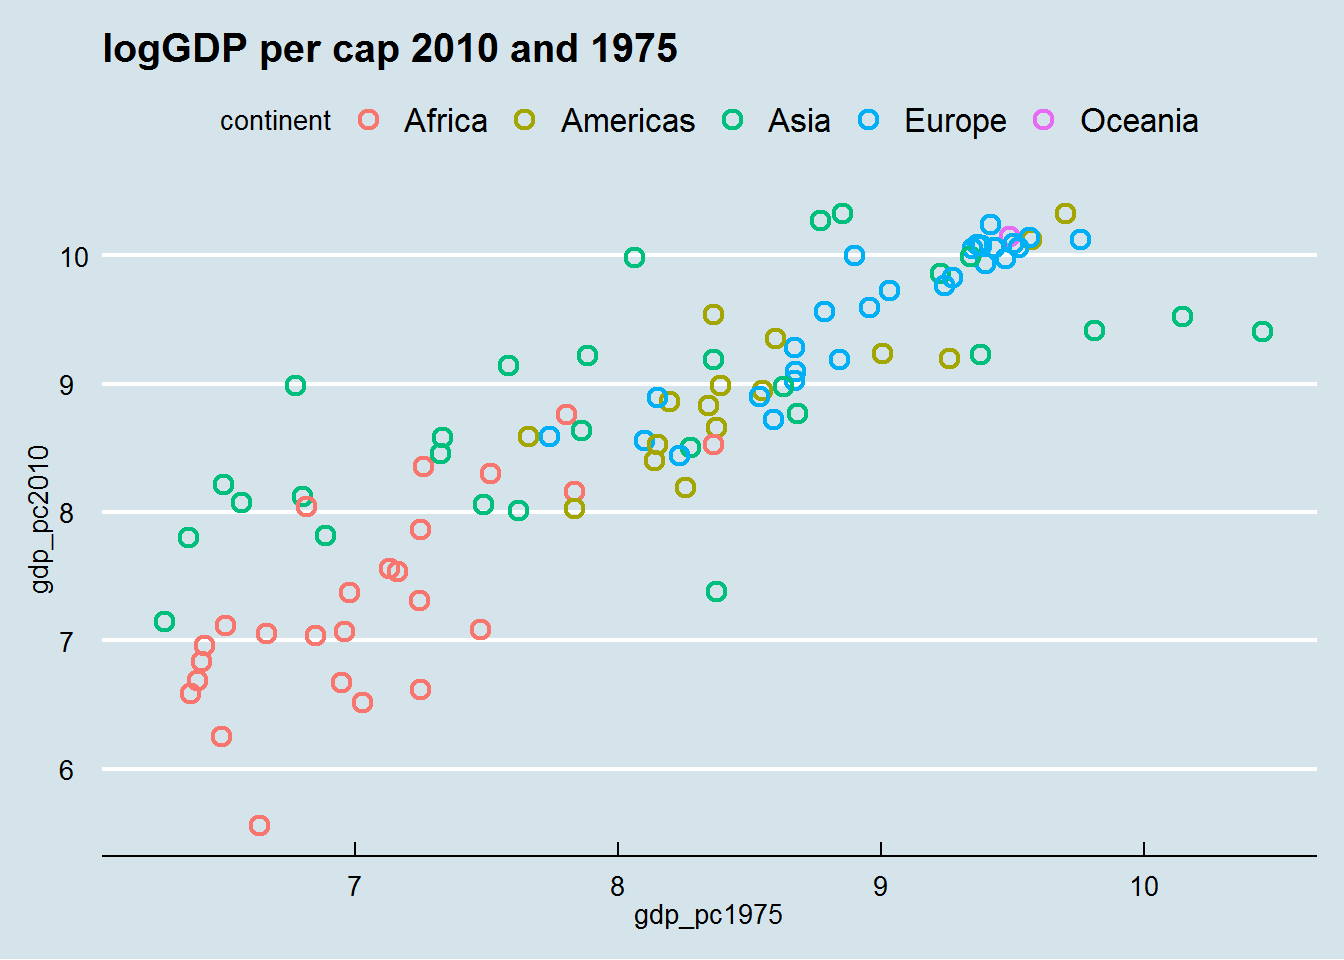 logGDP per cap 2010 and 1975
continent Africa Americas Asia Europe Oceania
10
9
8
7
6
gdp_pc2010
7 8 9 10
gdp_pc1975